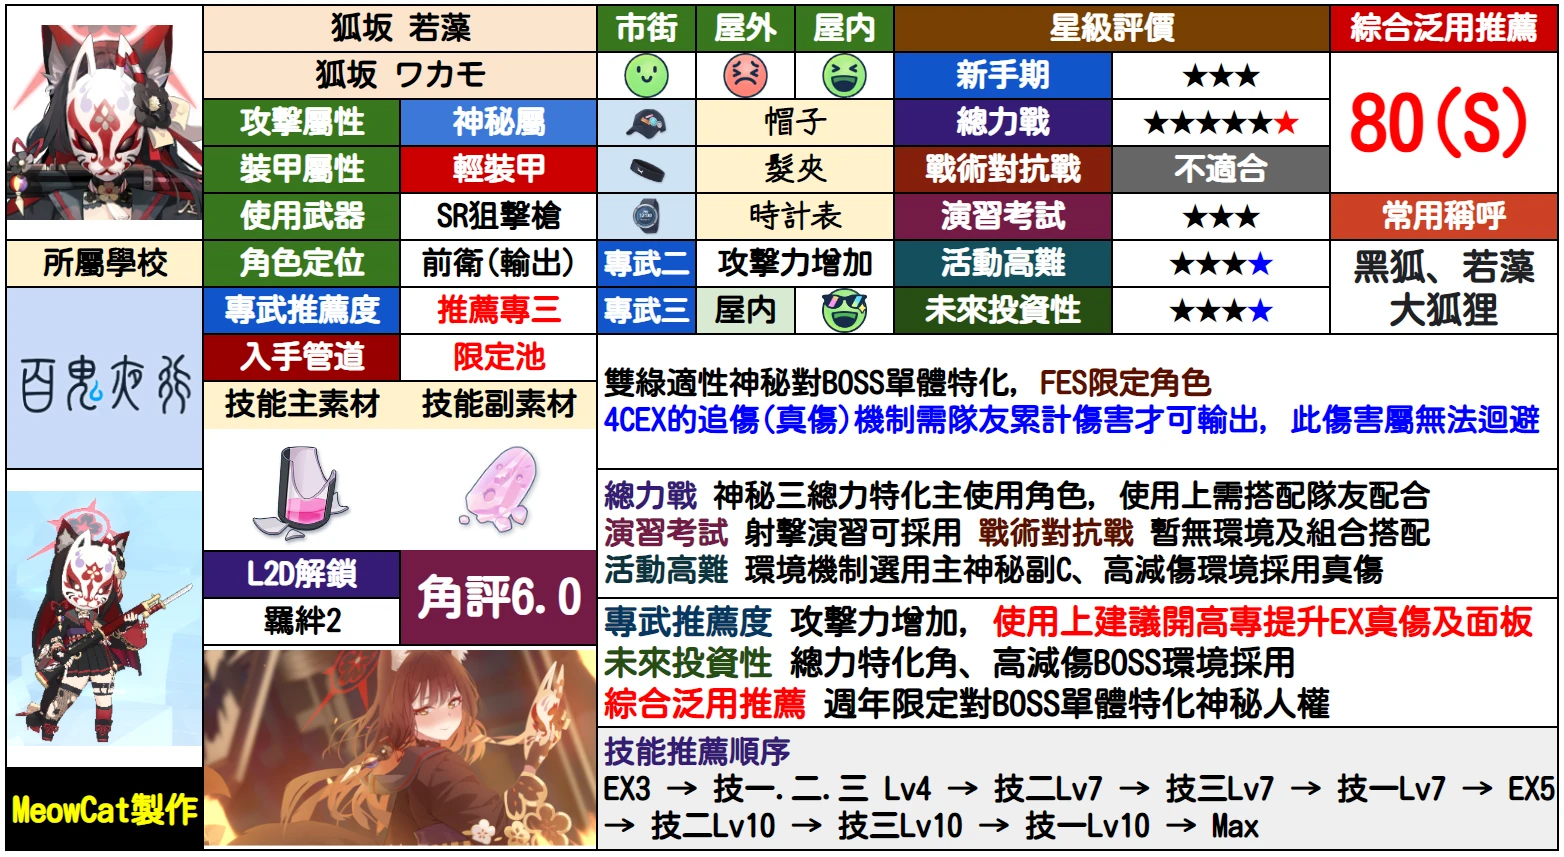 狐坂 若藻
狐坂 ワカモ
市街 屋外 屋内
星級評價
綜合泛用推薦
新手期 ★★★
80(S)
攻擊屬性 神秘屬
帽子
總力戰 ★★★★★★
裝甲屬性 輕裝甲
髮夾
戰術對抗戰 不適合
使用武器 SR狙擊槍
時計表
演習考試 ★★★
常用稱呼
所屬學校
角色定位 前衛(輸出)
專武二 攻擊力增加
活動高難 ★★★★
黑狐、若藻
大狐狸
專武推薦度 推薦專三
專武三 屋内
未來投資性 ★★★★
百鬼夜行
入手管道 限定池
技能主素材 技能副素材
雙綠適性神秘對BOSS單體特化, FES限定角色
4CEX的追傷(真傷)機制需隊友累計傷害才可輸出, 此傷害屬無法迴避
總力戰 神秘三總力特化主使用角色, 使用上需搭配隊友配合
演習考試 射擊演習可採用 戰術對抗戰 暫無環境及組合搭配
活動高難 環境機制選用主神秘副C、高減傷環境採用真傷
L2D解鎖
羈絆2
角評6.0
專武推薦度 攻擊力增加, 使用上建議開高專提升EX真傷及面板
未來投資性 總力特化角、高減傷BOSS環境採用
綜合泛用推薦 週年限定對BOSS單體特化神秘人權
技能推薦順序
EX3 → 技一.二.三 Lv4 → 技二Lv7 → 技三Lv7 → 技一Lv7 → EX5
→ 技二Lv10 → 技三Lv10 → 技一Lv10 → Max
MeowCat製作